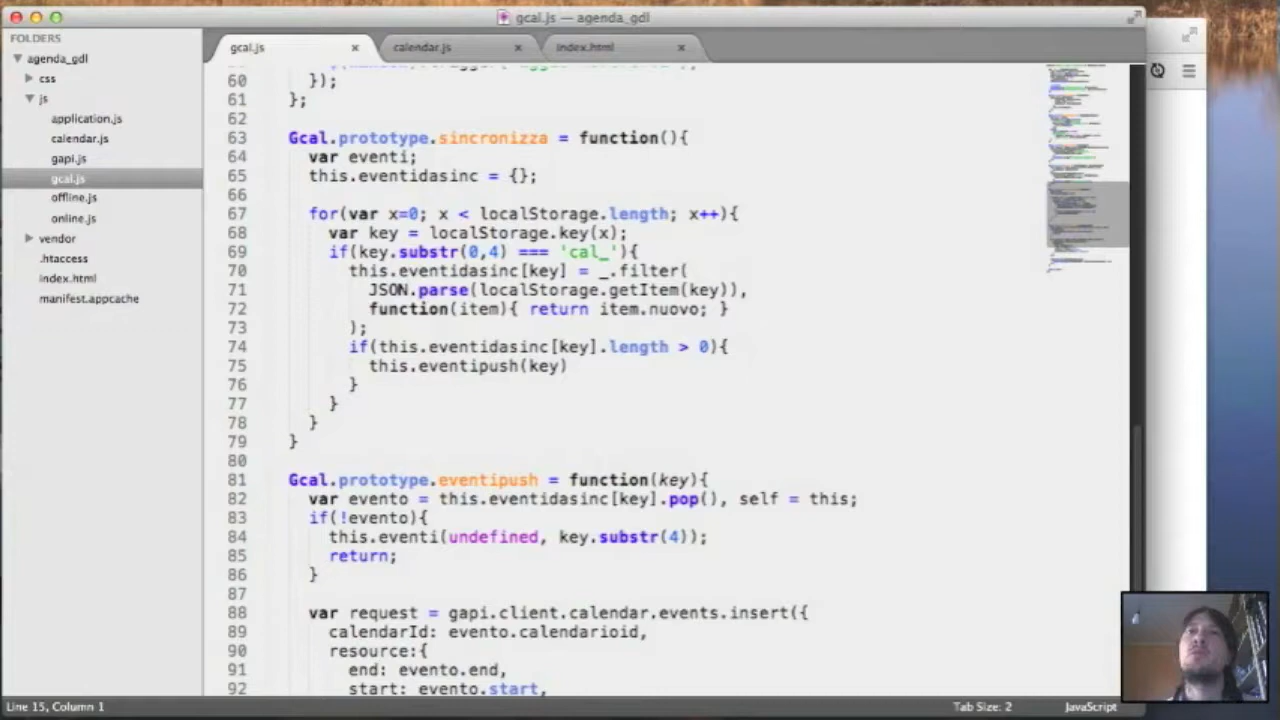 gcal.js — agenda_gdl
FOLDERS
agenda_gdl
css
js
application.js
calendar.js
gapi.js
gcal.js
offline.js
online.js
vendor
.htaccess
index.html
manifest.appcache
gcal.js
calendar.js
index.html
60 });
61 };
62
63 Gcal.prototype.sincronizza = function(){
64 var eventi;
65 this.eventidasinc = {};
66
67 for(var x=0; x < localStorage.length; x++){
68 var key = localStorage.key(x);
69 if(key.substr(0,4) === 'cal_'){
70 this.eventidasinc[key] = _.filter(
71 JSON.parse(localStorage.getItem(key)),
72 function(item){ return item.nuovo; }
73 );
74 if(this.eventidasinc[key].length > 0){
75 this.eventipush(key)
76 }
77 }
78 }
79 }
80
81 Gcal.prototype.eventipush = function(key){
82 var evento = this.eventidasinc[key].pop(), self = this;
83 if(!evento){
84 this.eventi(undefined, key.substr(4));
85 return;
86 }
87
88 var request = gapi.client.calendar.events.insert({
89 calendarId: evento.calendarioid,
90 resource:{
91 end: evento.end,
92 start: evento.start,
Line 15, Column 1
Tab Size: 2
JavaScript